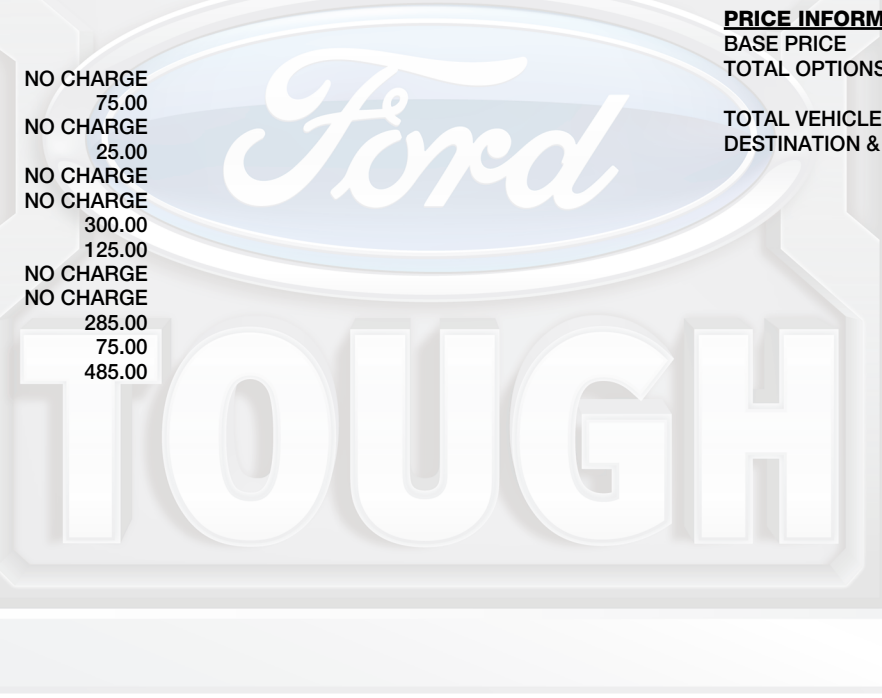 NO CHARGE
75.00
NO CHARGE
25.00
NO CHARGE
NO CHARGE
300.00
125.00
NO CHARGE
NO CHARGE
285.00
75.00
485.00
PRICE INFORM
BASE PRICE
TOTAL OPTIONS
TOTAL VEHICLE
DESTINATION &
Ford
TOUGH